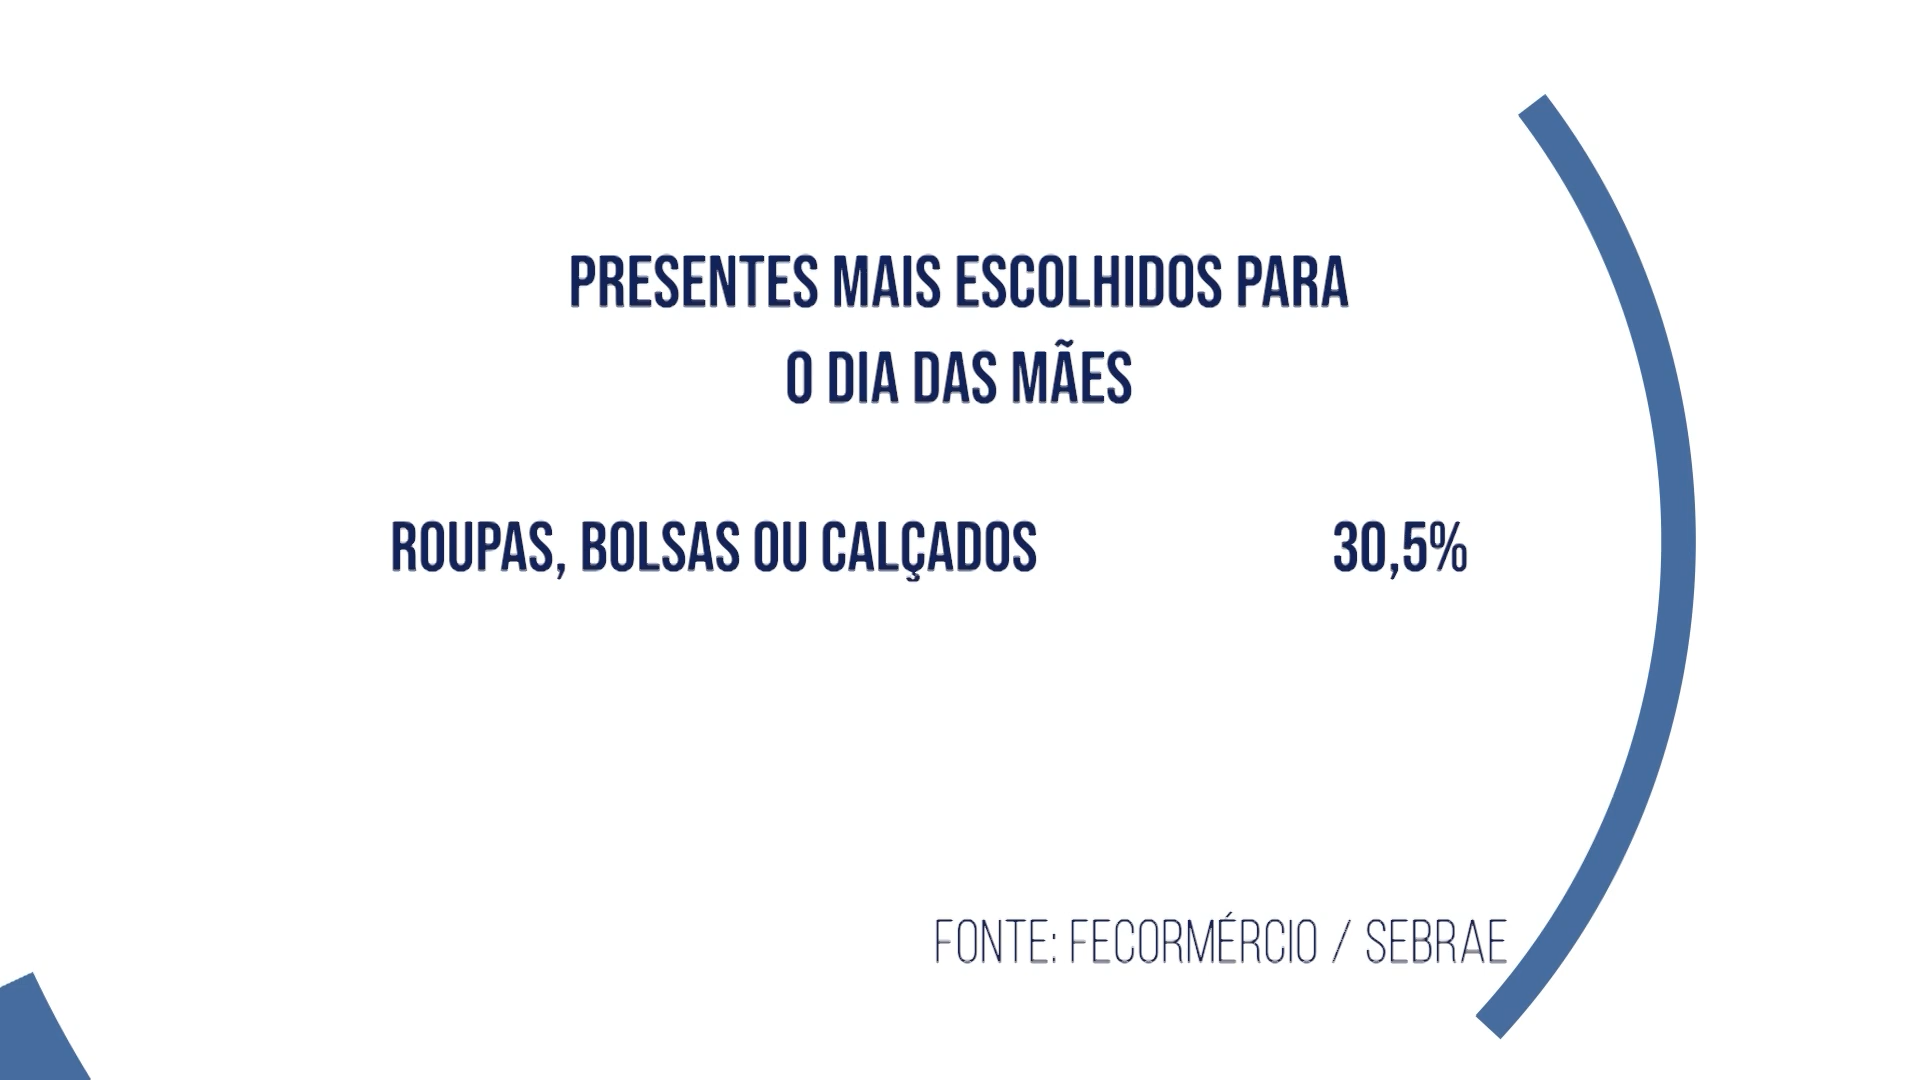 PRESENTES MAIS ESCOLHIDOS PARA
O DIA DAS MÃES
ROUPAS, BOLSAS OU CALÇADOS 30,5%
FONTE: FECORMÉRCIO / SEBRAE